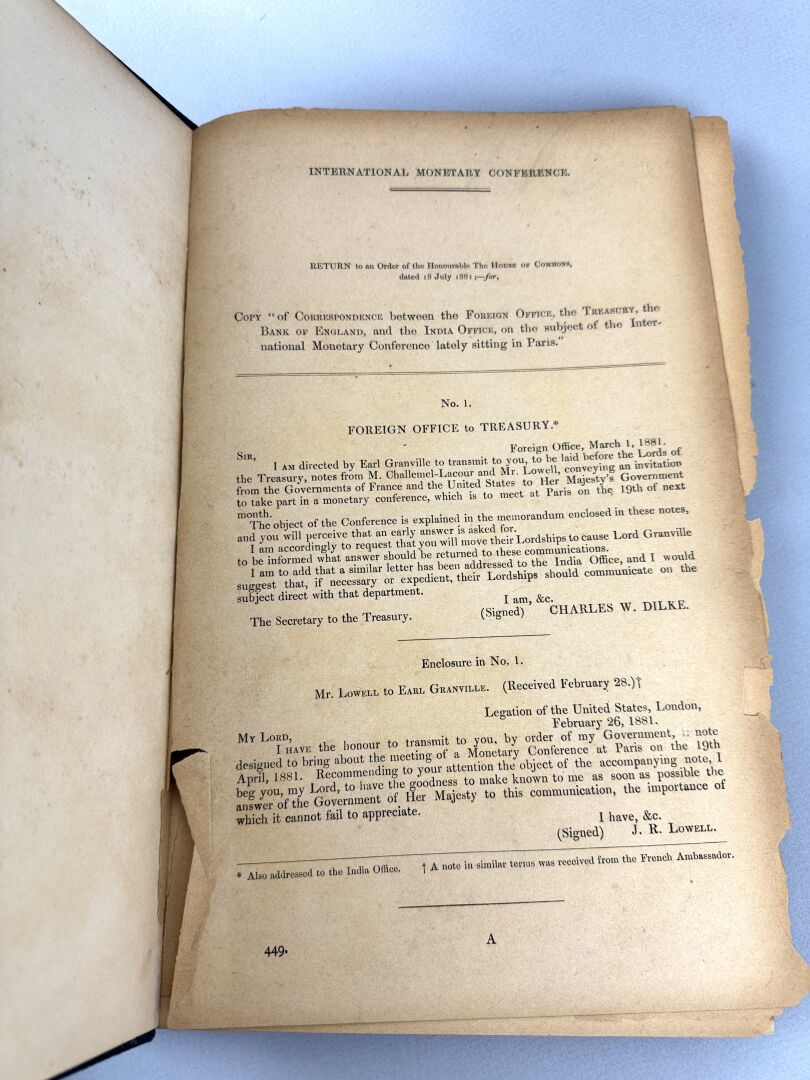 INTERNATIONAL MONETARY CONFERENCE.
RETURN to an Order of the Honourable The HOUSE OF COMMONS,
dated 18 July 1881;—for,
COPY "of CORRESPONDENCE between the FOREIGN OFFICE, the TREASURY, the
BANK OF ENGLAND, and the INDIA OFFICE, on the subject of the Inter-
national Monetary Conference lately sitting in Paris."
No. 1.
FOREIGN OFFICE to TREASURY.*
Foreign Office, March 1, 1881.
SIR,
I AM directed by Earl Granville to transmit to you, to be laid before the Lords of
the Treasury, notes from M. Challemel-Lacour and Mr. Lowell, conveying an invitation
from the Governments of France and the United States to Her Majesty's Government
to take part in a monetary conference, which is to meet at Paris on the 19th of next
month.
The object of the Conference is explained in the memorandum enclosed in these notes,
and you will perceive that an early answer is asked for.
I am accordingly to request that you will move their Lordships to cause Lord Granville
to be informed what answer should be returned to these communications.
I am to add that a similar letter has been addressed to the India Office, and I would
suggest that, if necessary or expedient, their Lordships should communicate on the
subject direct with that department.
I am, &c.
The Secretary to the Treasury. (Signed) CHARLES W. DILKE.
Enclosure in No. 1.
Mr. LOWELL to EARL GRANVILLE. (Received February 28.)†
Legation of the United States, London,
February 26, 1881.
MY LORD,
I HAVE the honour to transmit to you, by order of my Government, note
designed to bring about the meeting of a Monetary Conference at Paris on the 19th
April, 1881. Recommending to your attention the object of the accompanying note, I
beg you, my Lord, to have the goodness to make known to me as soon as possible the
answer of the Government of Her Majesty to this communication, the importance of
which it cannot fail to appreciate.
I have, &c.
(Signed) J. R. LOWELL.
* Also addressed to the India Office. † A note in similar terms was received from the French Ambassador.
449.
A